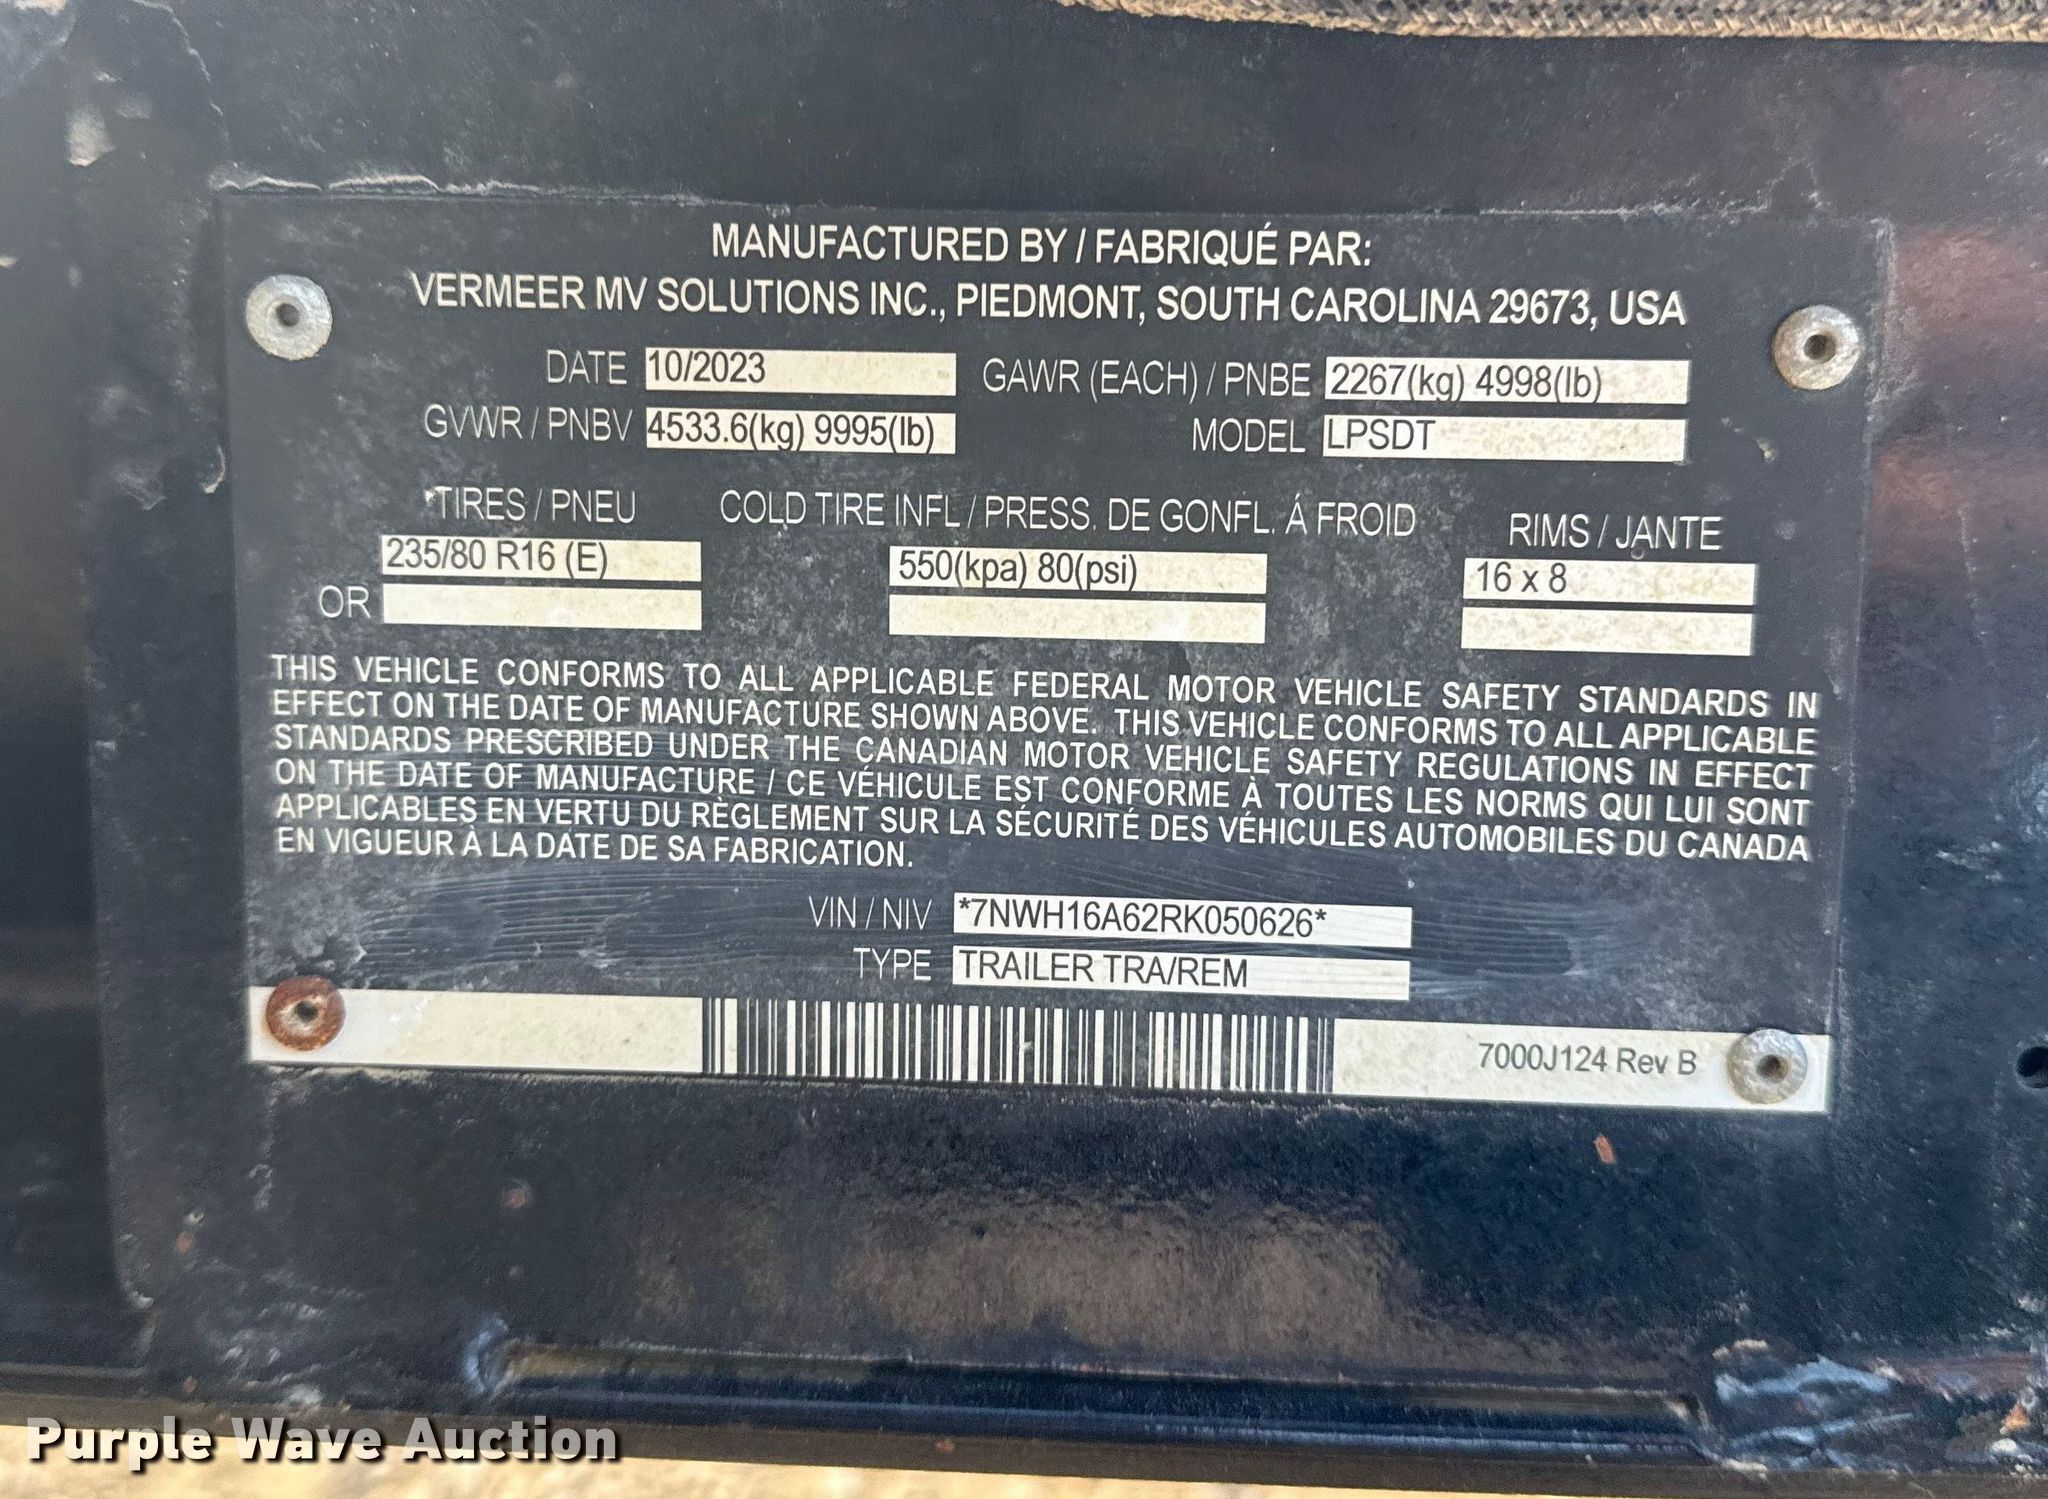 MANUFACTURED BY / FABRIQUÉ PAR:
VERMEER MV SOLUTIONS INC., PIEDMONT, SOUTH CAROLINA 29673, USA
DATE 10/2023 GAWR (EACH) / PNBE 2267(kg) 4998(lb)
GVWR / PNBV 4533.6(kg) 9995(lb) MODEL LPSDT
TIRES / PNEU COLD TIRE INFL / PRESS. DE GONFL. Á FROID RIMS / JANTE
235/80 R16 (E) 550(kpa) 80(psi) 16 x 8
OR
THIS VEHICLE CONFORMS TO ALL APPLICABLE FEDERAL MOTOR VEHICLE SAFETY STANDARDS IN
EFFECT ON THE DATE OF MANUFACTURE SHOWN ABOVE. THIS VEHICLE CONFORMS TO ALL APPLICABLE
STANDARDS PRESCRIBED UNDER THE CANADIAN MOTOR VEHICLE SAFETY REGULATIONS IN EFFECT
ON THE DATE OF MANUFACTURE / CE VÉHICULE EST CONFORME À TOUTES LES NORMS QUI LUI SONT
APPLICABLES EN VERTU DU RÈGLEMENT SUR LA SÉCURITÉ DES VÉHICULES AUTOMOBILES DU CANADA
EN VIGUEUR À LA DATE DE SA FABRICATION.
VIN / NIV *7NWH16A62RK050626*
TYPE TRAILER TRA/REM
7000J124 Rev B
Purple Wave Auction